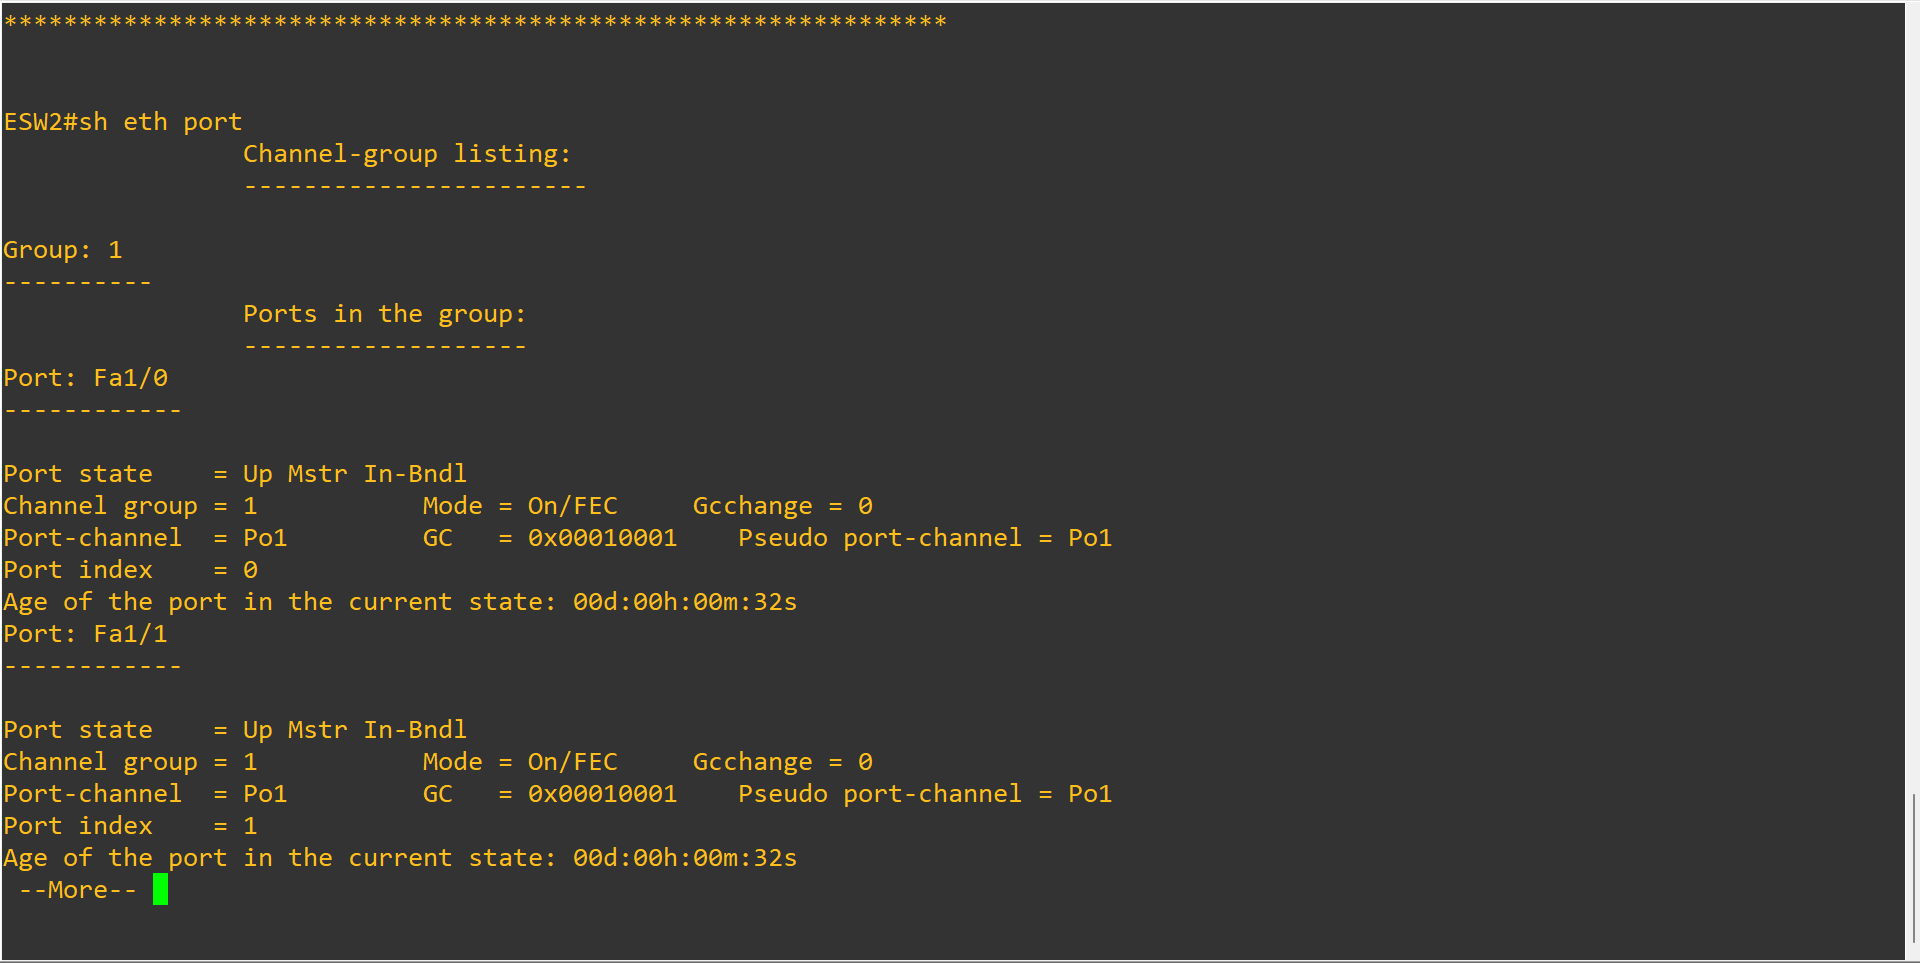 ***************************************************************
ESW2#sh eth port
                Channel-group listing:
                -----------------------

Group: 1
----------
                Ports in the group:
                -------------------
Port: Fa1/0
------------

Port state    = Up Mstr In-Bndl
Channel group = 1           Mode = On/FEC     Gcchange = 0
Port-channel  = Po1         GC   = 0x00010001    Pseudo port-channel = Po1
Port index    = 0
Age of the port in the current state: 00d:00h:00m:32s
Port: Fa1/1
------------

Port state    = Up Mstr In-Bndl
Channel group = 1           Mode = On/FEC     Gcchange = 0
Port-channel  = Po1         GC   = 0x00010001    Pseudo port-channel = Po1
Port index    = 1
Age of the port in the current state: 00d:00h:00m:32s
 --More--